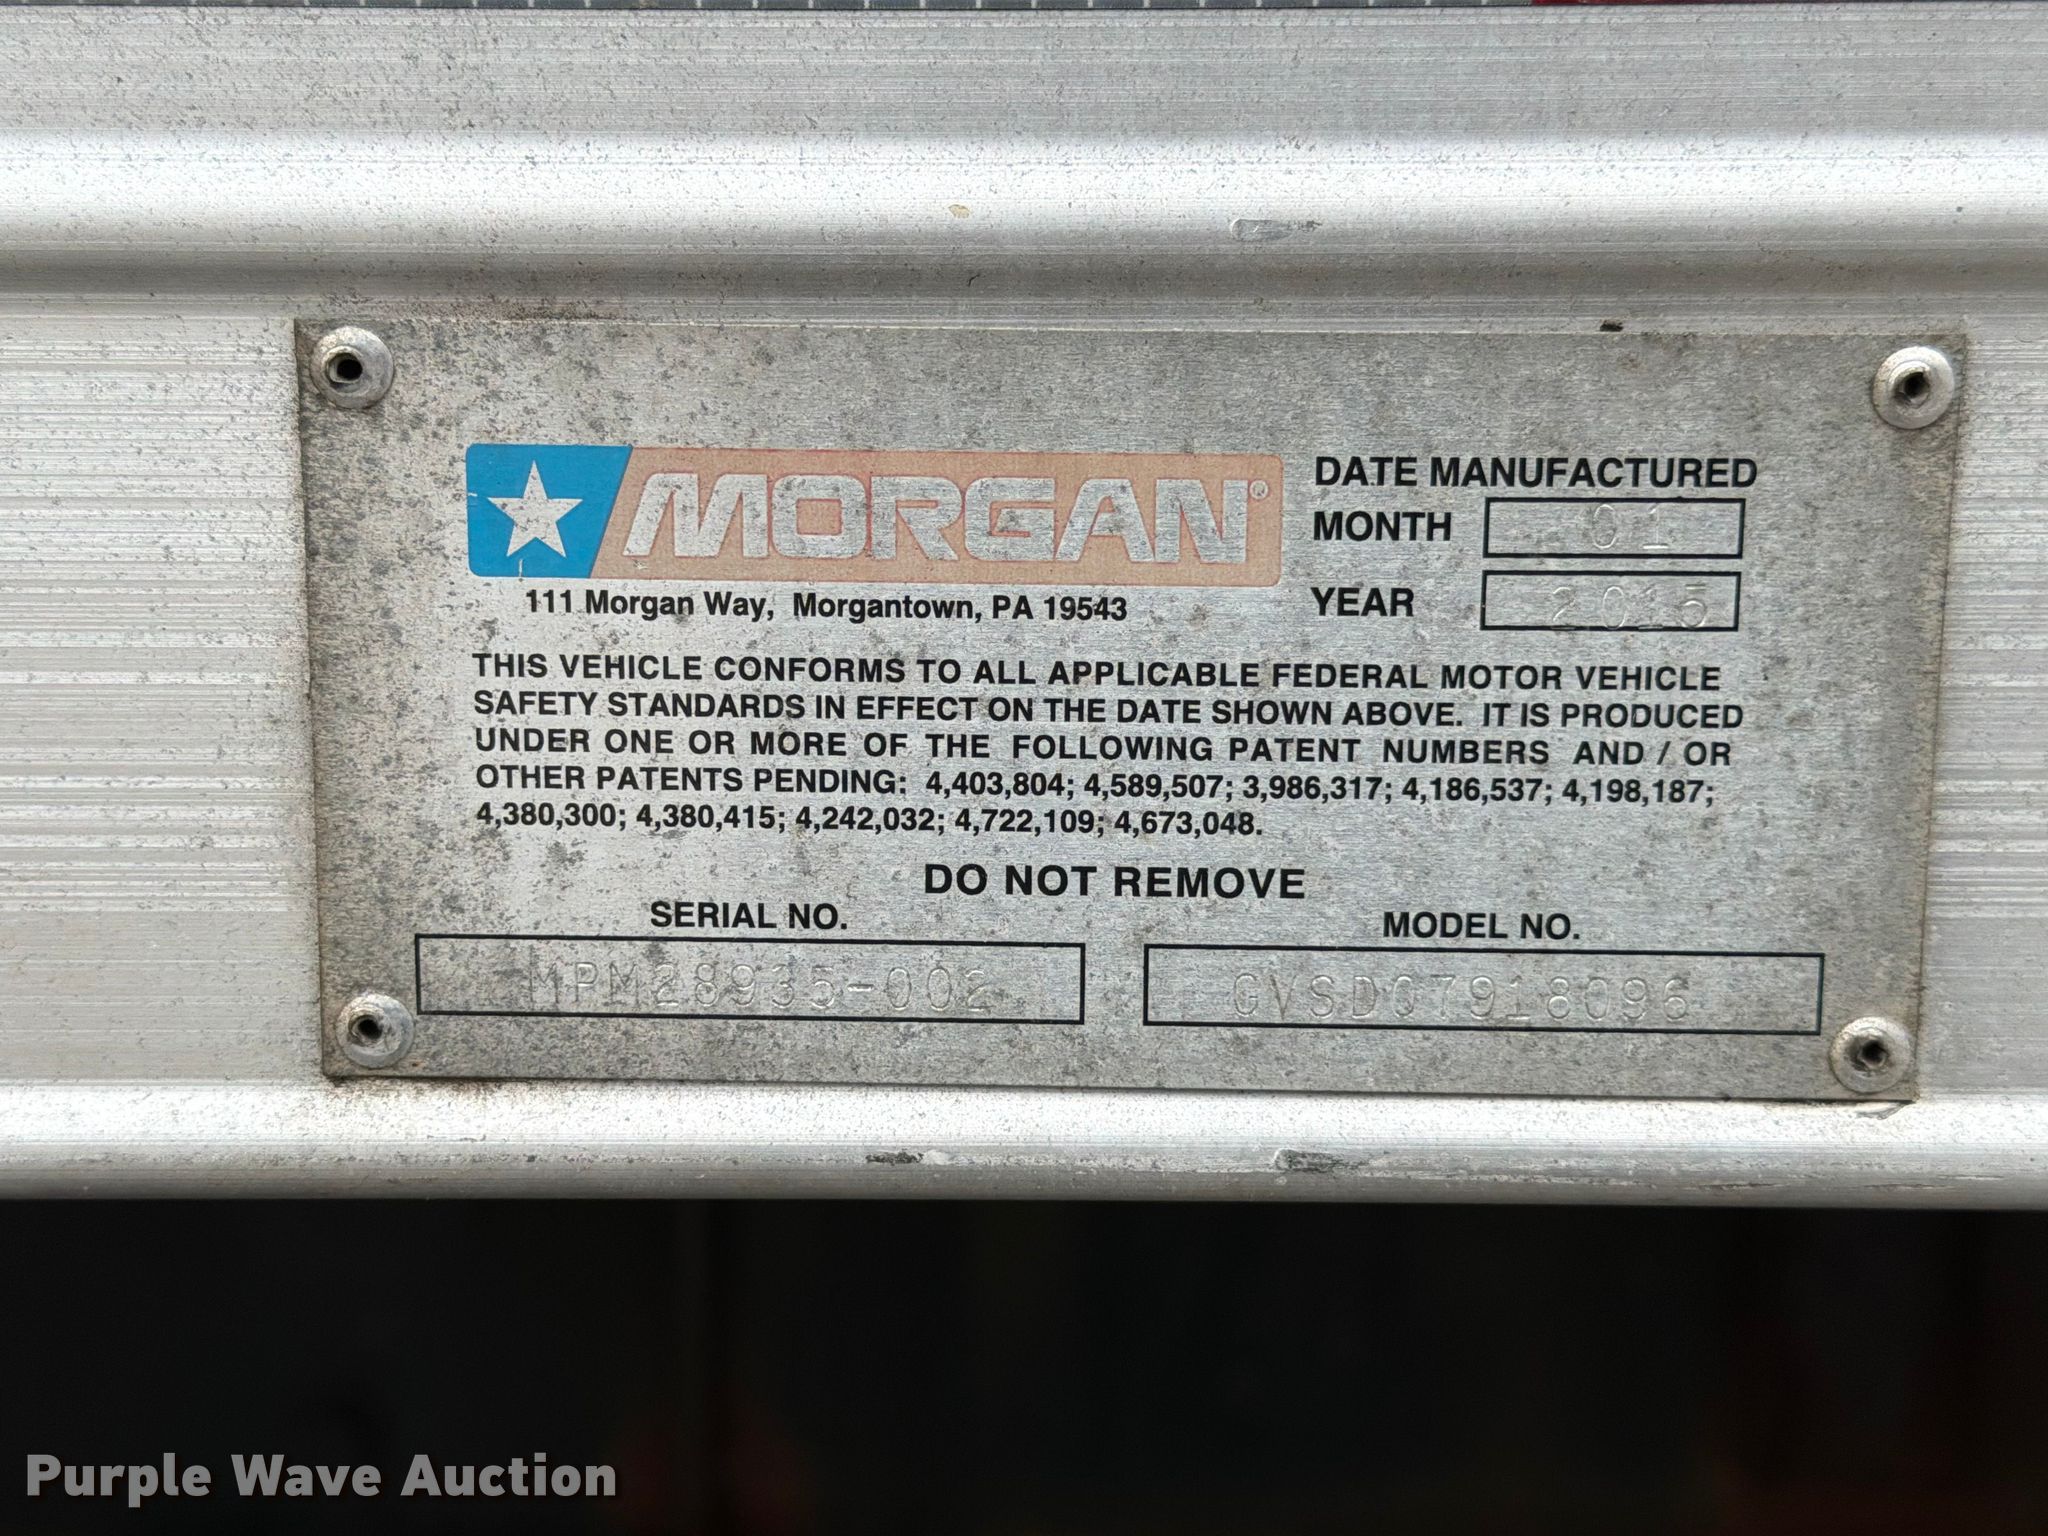 MORGAN®
111 Morgan Way, Morgantown, PA 19543
DATE MANUFACTURED
MONTH 01
YEAR 2015
THIS VEHICLE CONFORMS TO ALL APPLICABLE FEDERAL MOTOR VEHICLE
SAFETY STANDARDS IN EFFECT ON THE DATE SHOWN ABOVE. IT IS PRODUCED
UNDER ONE OR MORE OF THE FOLLOWING PATENT NUMBERS AND / OR
OTHER PATENTS PENDING: 4,403,804; 4,589,507; 3,986,317; 4,186,537; 4,198,187;
4,380,300; 4,380,415; 4,242,032; 4,722,109; 4,673,048.
DO NOT REMOVE
SERIAL NO.
MPM28935-002
MODEL NO.
GVSD07918096
Purple Wave Auction